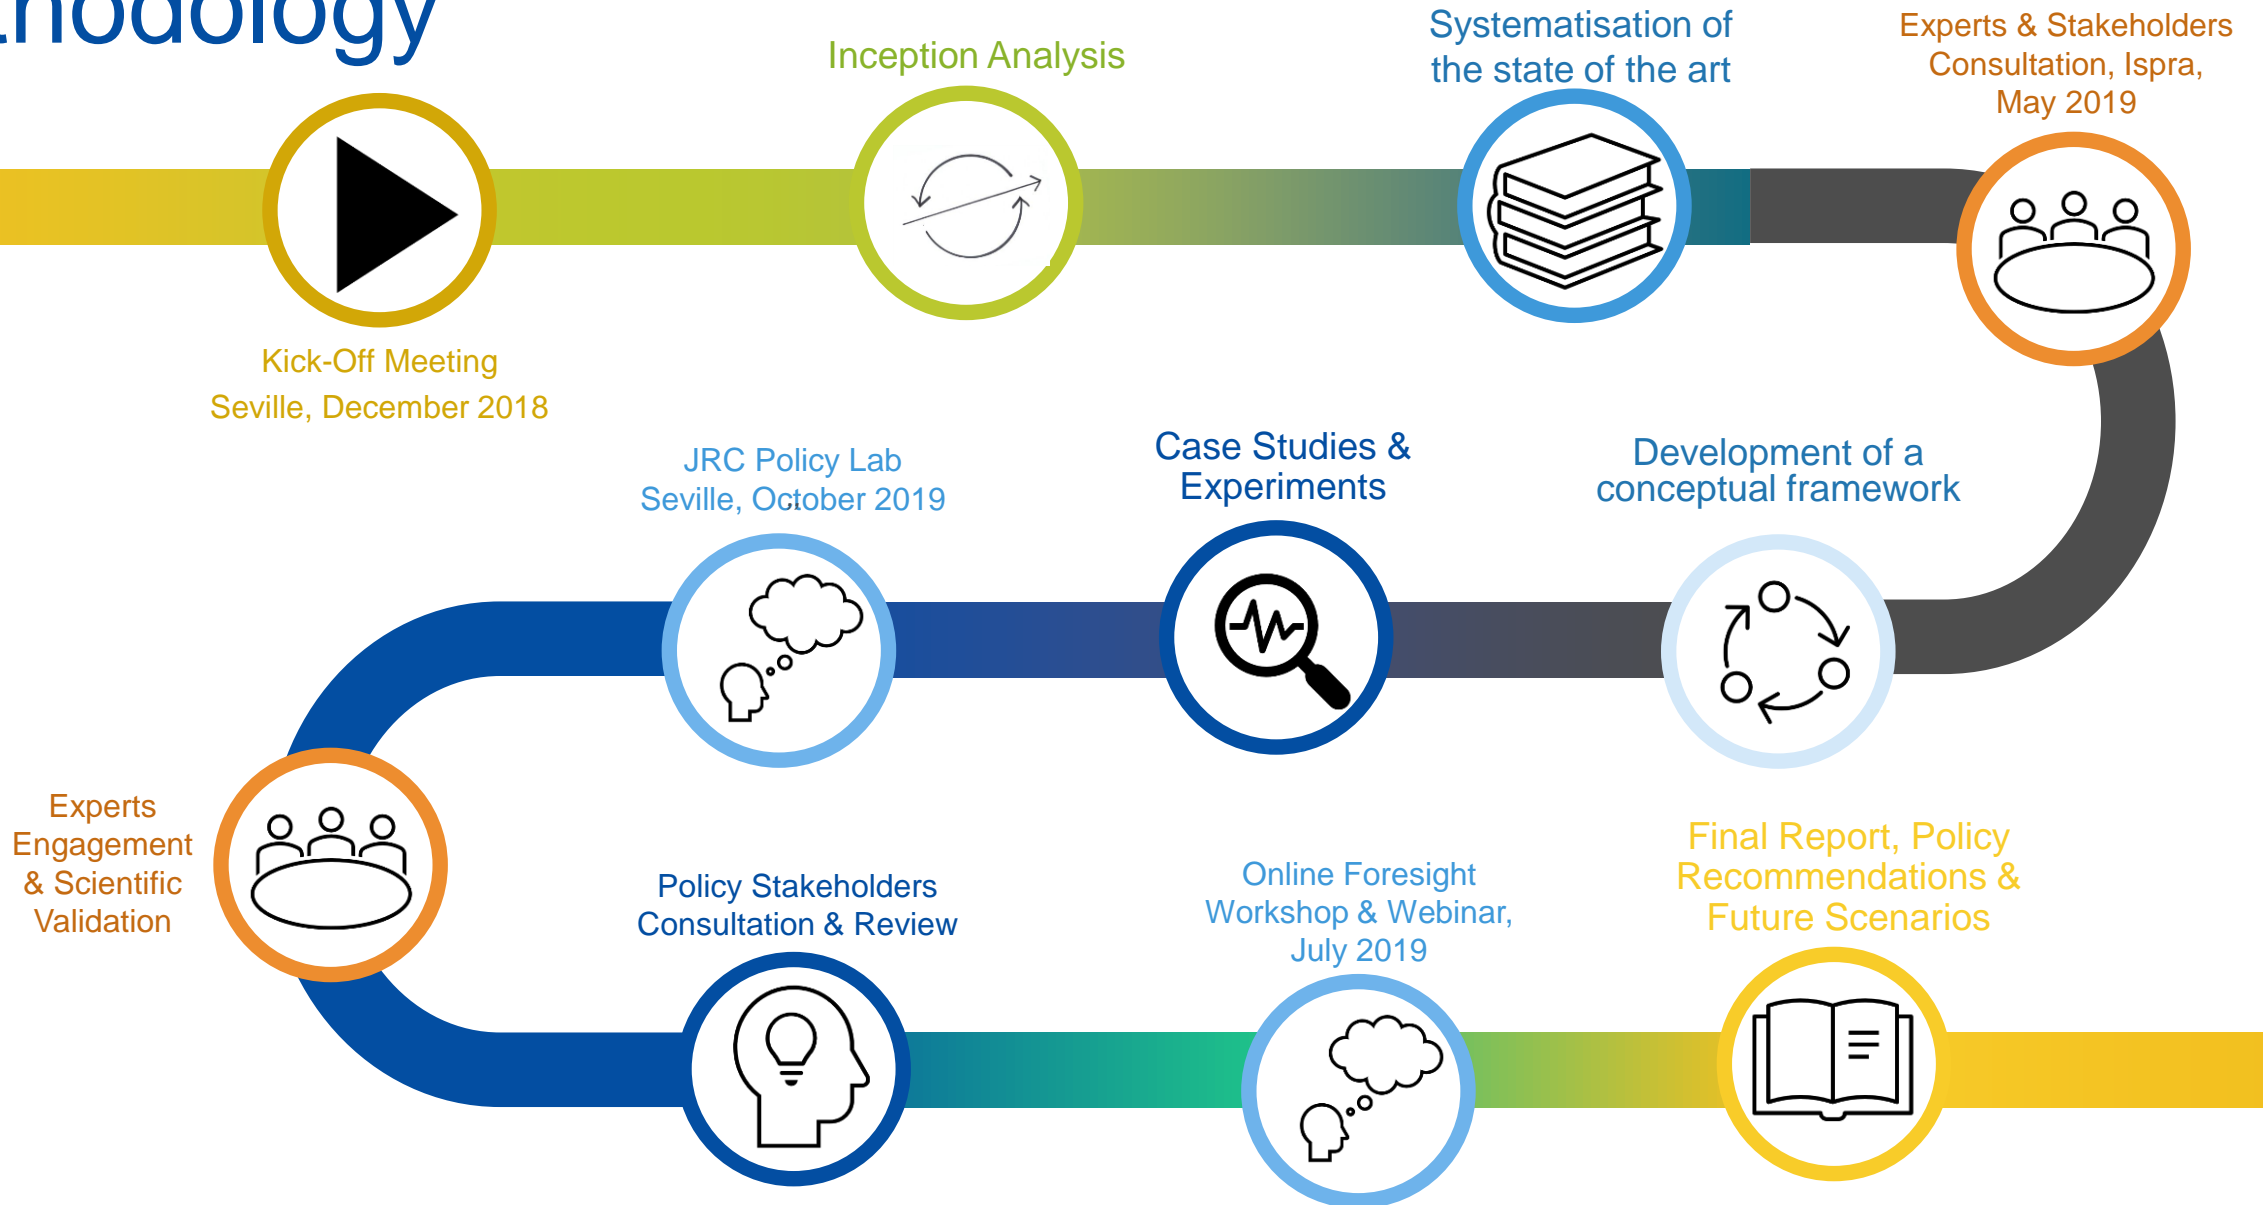 thodology
Inception Analysis
Systematisation of
the state of the art
Experts & Stakeholders
Consultation, Ispra,
May 2019
Kick-Off Meeting
Seville, December 2018
JRC Policy Lab
Seville, October 2019
Case Studies &
Experiments
Development of a
conceptual framework
Experts
Engagement
& Scientific
Validation
Policy Stakeholders
Consultation & Review
Online Foresight
Workshop & Webinar,
July 2019
Final Report, Policy
Recommendations &
Future Scenarios